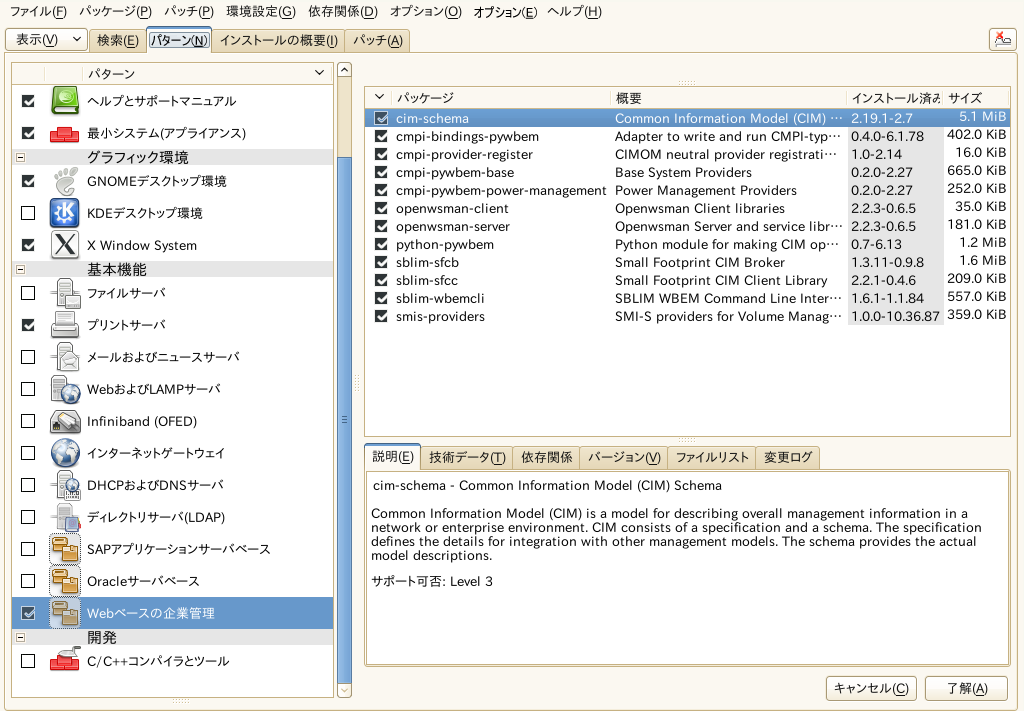 ファイル(F) パッケージ(P) パッチ(P) 環境設定(G) 依存関係(D) オプション(O) オプション(E) ヘルプ(H)
表示(V) 検索(E) パターン(N) インストールの概要(I) パッチ(A)
パターン
ヘルプとサポートマニュアル
最小システム(アプライアンス)
グラフィック環境
GNOMEデスクトップ環境
KDEデスクトップ環境
X Window System
基本機能
ファイルサーバ
プリントサーバ
メールおよびニュースサーバ
WebおよびLAMPサーバ
Infiniband (OFED)
インターネットゲートウェイ
DHCPおよびDNSサーバ
ディレクトリサーバ(LDAP)
SAPアプリケーションサーバベース
Oracleサーバベース
Webベースの企業管理
開発
C/C++コンパイラとツール
パッケージ 概要 インストール済み サイズ
cim-schema Common Information Model (CIM) ⋯ 2.19.1-2.7 5.1 MiB
cmpi-bindings-pywbem Adapter to write and run CMPI-typ⋯ 0.4.0-6.1.78 402.0 KiB
cmpi-provider-register CIMOM neutral provider registrati⋯ 1.0-2.14 16.0 KiB
cmpi-pywbem-base Base System Providers 0.2.0-2.27 665.0 KiB
cmpi-pywbem-power-management Power Management Providers 0.2.0-2.27 252.0 KiB
openwsman-client Openwsman Client libraries 2.2.3-0.6.5 35.0 KiB
openwsman-server Openwsman Server and service libr⋯ 2.2.3-0.6.5 181.0 KiB
python-pywbem Python module for making CIM op⋯ 0.7-6.13 1.2 MiB
sblim-sfcb Small Footprint CIM Broker 1.3.11-0.9.8 1.6 MiB
sblim-sfcc Small Footprint CIM Client Library 2.2.1-0.4.6 209.0 KiB
sblim-wbemcli SBLIM WBEM Command Line Inter⋯ 1.6.1-1.1.84 557.0 KiB
smis-providers SMI-S providers for Volume Manag⋯ 1.0.0-10.36.87 359.0 KiB
説明(E) 技術データ(T) 依存関係 バージョン(V) ファイルリスト 変更ログ
cim-schema - Common Information Model (CIM) Schema
Common Information Model (CIM) is a model for describing overall management information in a
network or enterprise environment. CIM consists of a specification and a schema. The specification
defines the details for integration with other management models. The schema provides the actual
model descriptions.
サポート可否: Level 3
キャンセル(C) 了解(A)